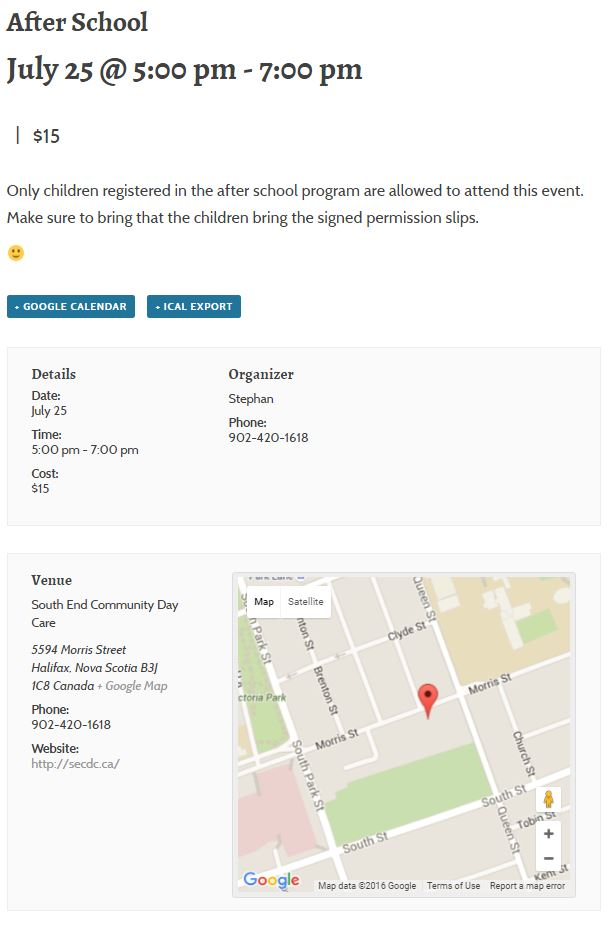 After School
July 25 @ 5:00 pm - 7:00 pm
| $15
Only children registered in the after school program are allowed to attend this event.
Make sure to bring that the children bring the signed permission slips.
+ GOOGLE CALENDAR
+ ICAL EXPORT
Details
Date:
July 25
Time:
5:00 pm - 7:00 pm
Cost:
$15
Organizer
Stephan
Phone:
902-420-1618
Venue
South End Community Day
Care
5594 Morris Street
Halifax, Nova Scotia B3J
1C8 Canada + Google Map
Phone:
902-420-1618
Website:
http://secdc.ca/
Map
Satellite
Queen St
Clyde St
Park St
nton St
Brenton St
ctoria Park
Morris St
Morris St
Church St
South Park St
South St
South St
Queen St
Tobin St
Kent St
+
−
Google
Map data ©2016 Google
Terms of Use
Report a map error